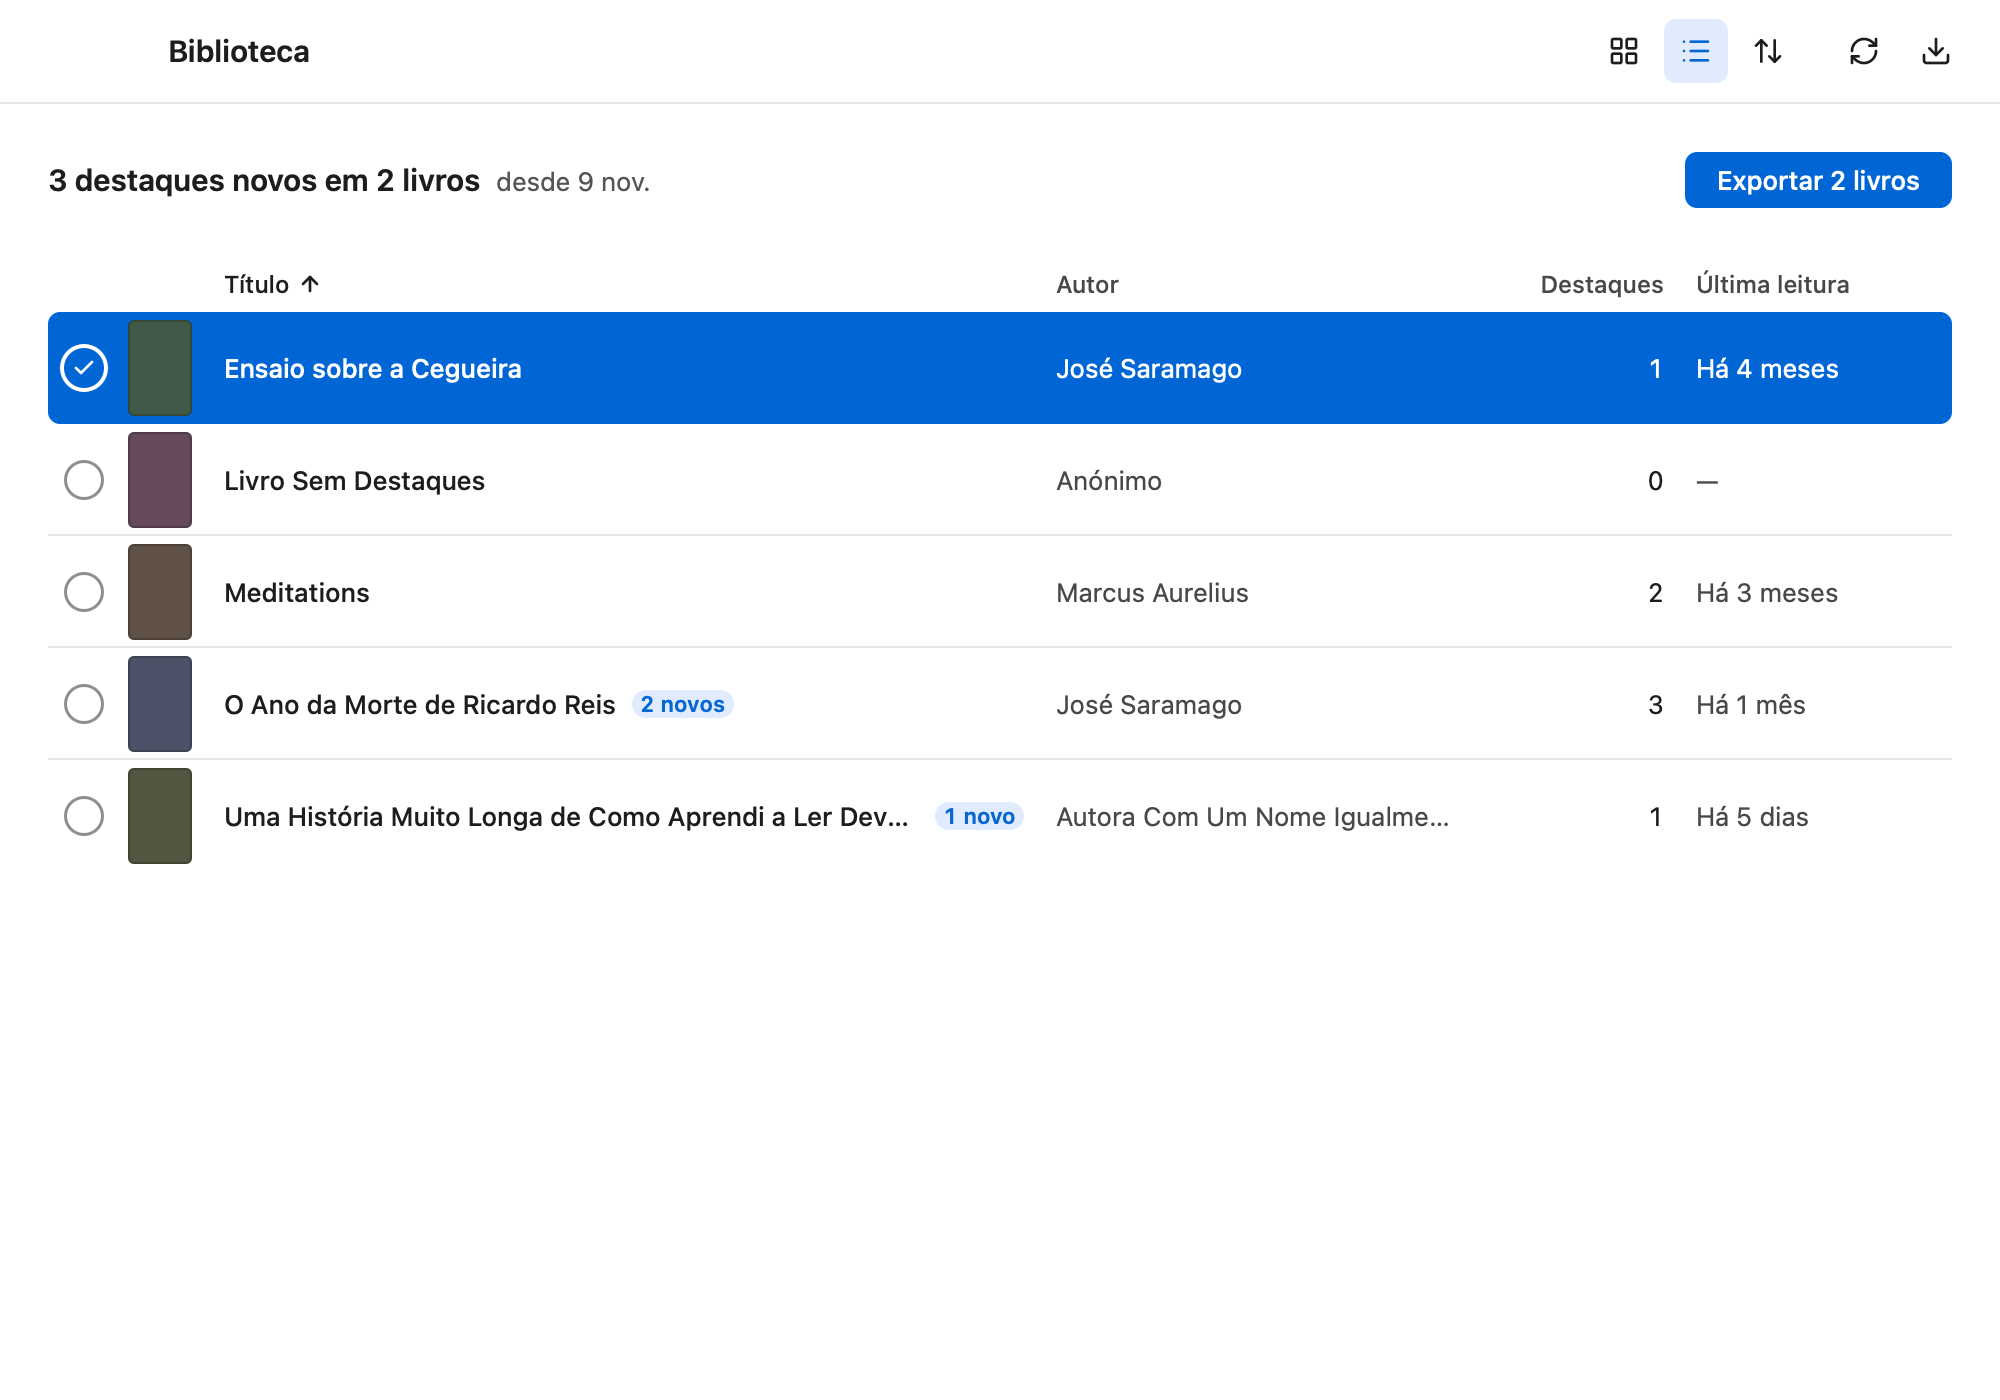 Biblioteca
3 destaques novos em 2 livros desde 9 nov.
Exportar 2 livros
Título ↑ Autor Destaques Última leitura
Ensaio sobre a Cegueira José Saramago 1 Há 4 meses
Livro Sem Destaques Anónimo 0 —
Meditations Marcus Aurelius 2 Há 3 meses
O Ano da Morte de Ricardo Reis 2 novos José Saramago 3 Há 1 mês
Uma História Muito Longa de Como Aprendi a Ler Dev... 1 novo Autora Com Um Nome Igualme... 1 Há 5 dias